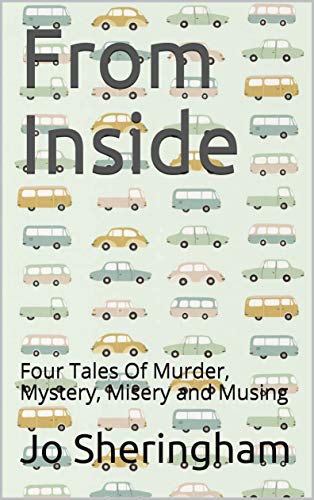 From
Inside
Four Tales Of Murder,
Mystery, Misery and Musing
Jo Sheringham